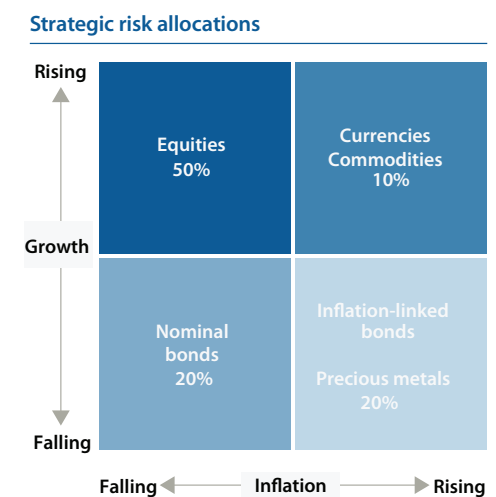 Strategic risk allocations
Rising
Equities
50%
Currencies
Commodities
10%
Growth
Nominal
bonds
20%
Inflation-linked
bonds
Precious metals
20%
Falling
Falling
Inflation
Rising